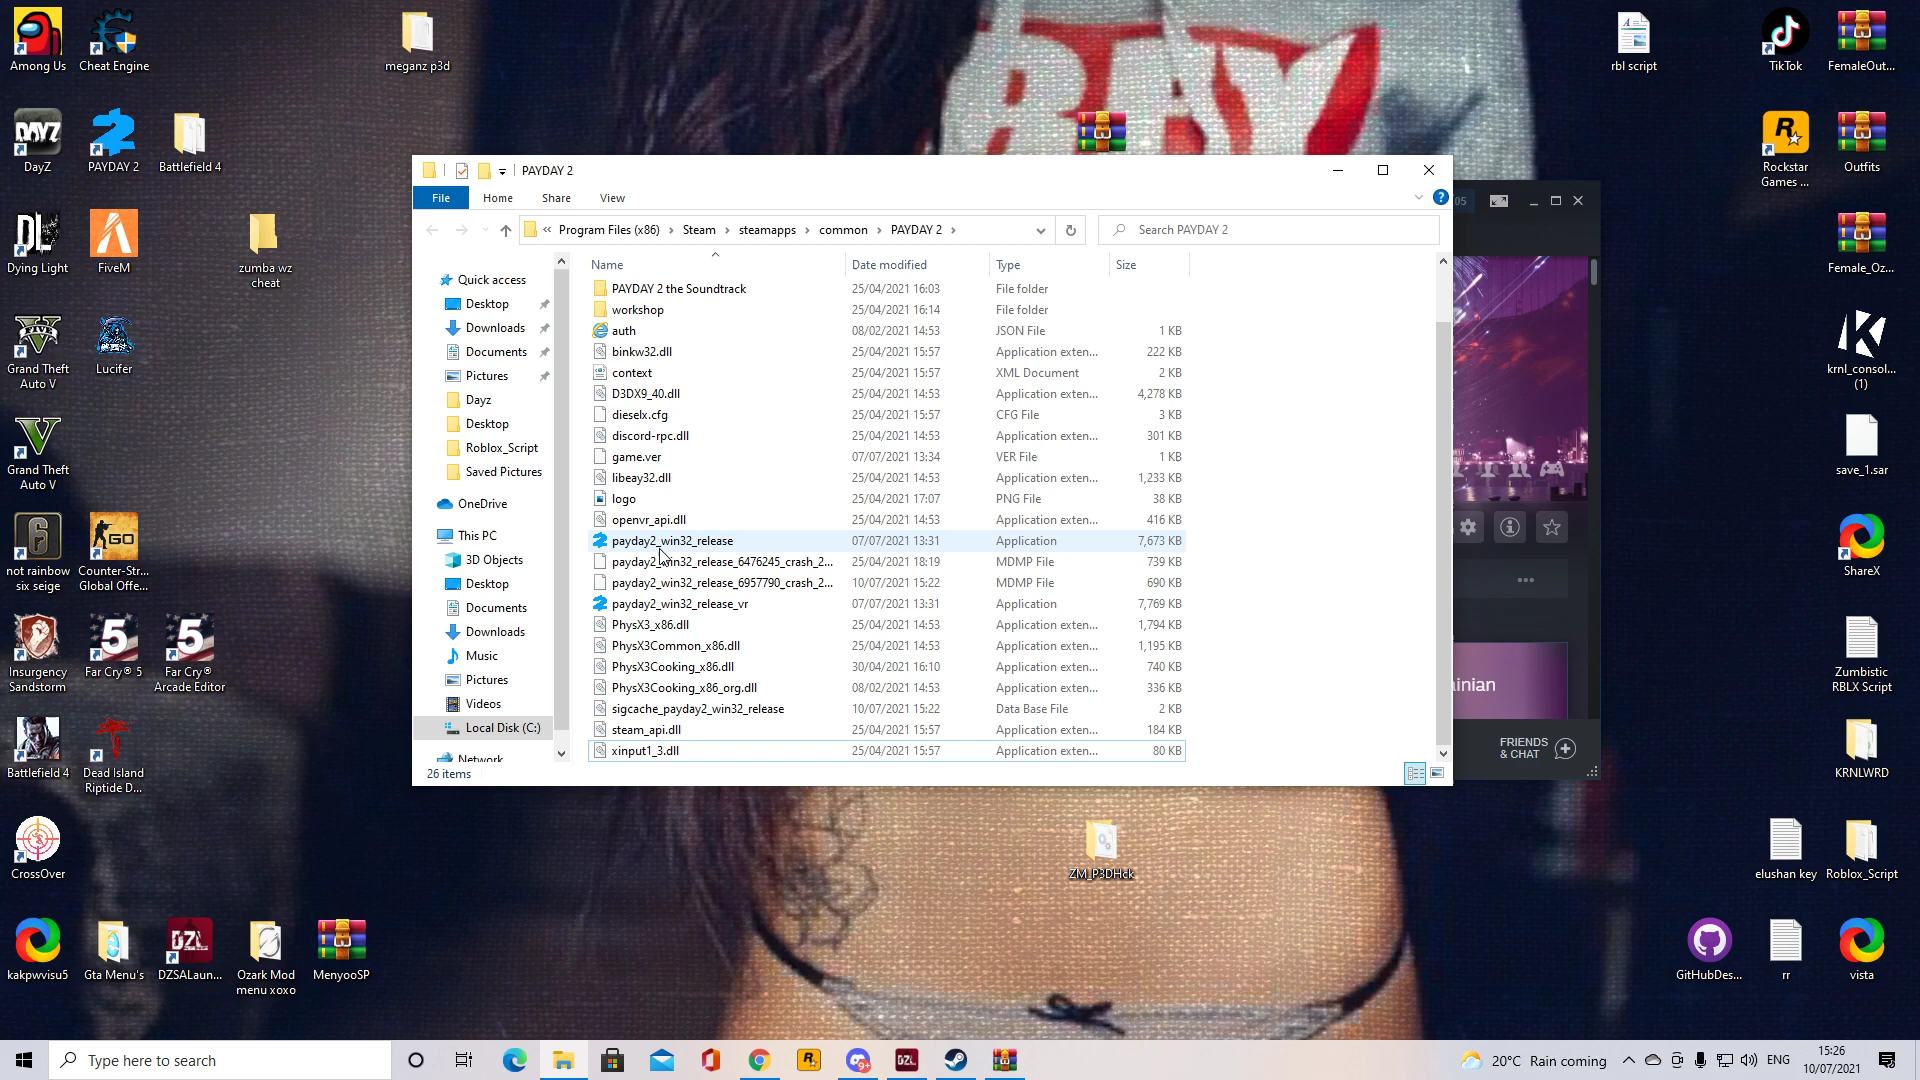 Among Us
Cheat Engine
meganz p3d
rbl script
TikTok
FemaleOut...
DAYZ
DayZ
PAYDAY 2
Battlefield 4
Rockstar
Games ...
Outfits
Dying Light
FiveM
zumba wz
cheat
Female_Oz...
Grand Theft
Auto V
Lucifer
krnl_consol...
(1)
Grand Theft
Auto V
save_1.sar
not rainbow
six seige
Counter-Str...
Global Offe...
ShareX
Insurgency
Sandstorm
Far Cry® 5
Far Cry®
Arcade Editor
Zumbistic
RBLX Script
Battlefield 4
Dead Island
Riptide D...
KRNLWRD
CrossOver
ZM_P3DHck
elushan key
Roblox_Script
kakpwvisu5
Gta Menu's
DZSALaun...
Ozark Mod
menu xoxo
MenyooSP
GitHubDes...
rr
vista
PAYDAY 2
File
Home
Share
View
« Program Files (x86) › Steam › steamapps › common › PAYDAY 2 ›
Search PAYDAY 2
Quick access
Desktop
Downloads
Documents
Pictures
Dayz
Desktop
Roblox_Script
Saved Pictures
OneDrive
This PC
3D Objects
Desktop
Documents
Downloads
Music
Pictures
Videos
Local Disk (C:)
Network
Name Date modified Type Size
PAYDAY 2 the Soundtrack 25/04/2021 16:03 File folder
workshop 25/04/2021 16:14 File folder
auth 08/02/2021 14:53 JSON File 1 KB
binkw32.dll 25/04/2021 15:57 Application exten... 222 KB
context 25/04/2021 15:57 XML Document 2 KB
D3DX9_40.dll 25/04/2021 14:53 Application exten... 4,278 KB
dieselx.cfg 25/04/2021 15:57 CFG File 3 KB
discord-rpc.dll 25/04/2021 14:53 Application exten... 301 KB
game.ver 07/07/2021 13:34 VER File 1 KB
libeay32.dll 25/04/2021 14:53 Application exten... 1,233 KB
logo 25/04/2021 17:07 PNG File 38 KB
openvr_api.dll 25/04/2021 14:53 Application exten... 416 KB
payday2_win32_release 07/07/2021 13:31 Application 7,673 KB
payday2_win32_release_6476245_crash_2... 25/04/2021 18:19 MDMP File 739 KB
payday2_win32_release_6957790_crash_2... 10/07/2021 15:22 MDMP File 690 KB
payday2_win32_release_vr 07/07/2021 13:31 Application 7,769 KB
PhysX3_x86.dll 25/04/2021 14:53 Application exten... 1,794 KB
PhysX3Common_x86.dll 25/04/2021 14:53 Application exten... 1,195 KB
PhysX3Cooking_x86.dll 30/04/2021 16:10 Application exten... 740 KB
PhysX3Cooking_x86_org.dll 08/02/2021 14:53 Application exten... 336 KB
sigcache_payday2_win32_release 10/07/2021 15:22 Data Base File 2 KB
steam_api.dll 25/04/2021 15:57 Application exten... 184 KB
xinput1_3.dll 25/04/2021 15:57 Application exten... 80 KB
26 items
05
inian
FRIENDS
& CHAT
Type here to search
20°C Rain coming
ENG
15:26
10/07/2021